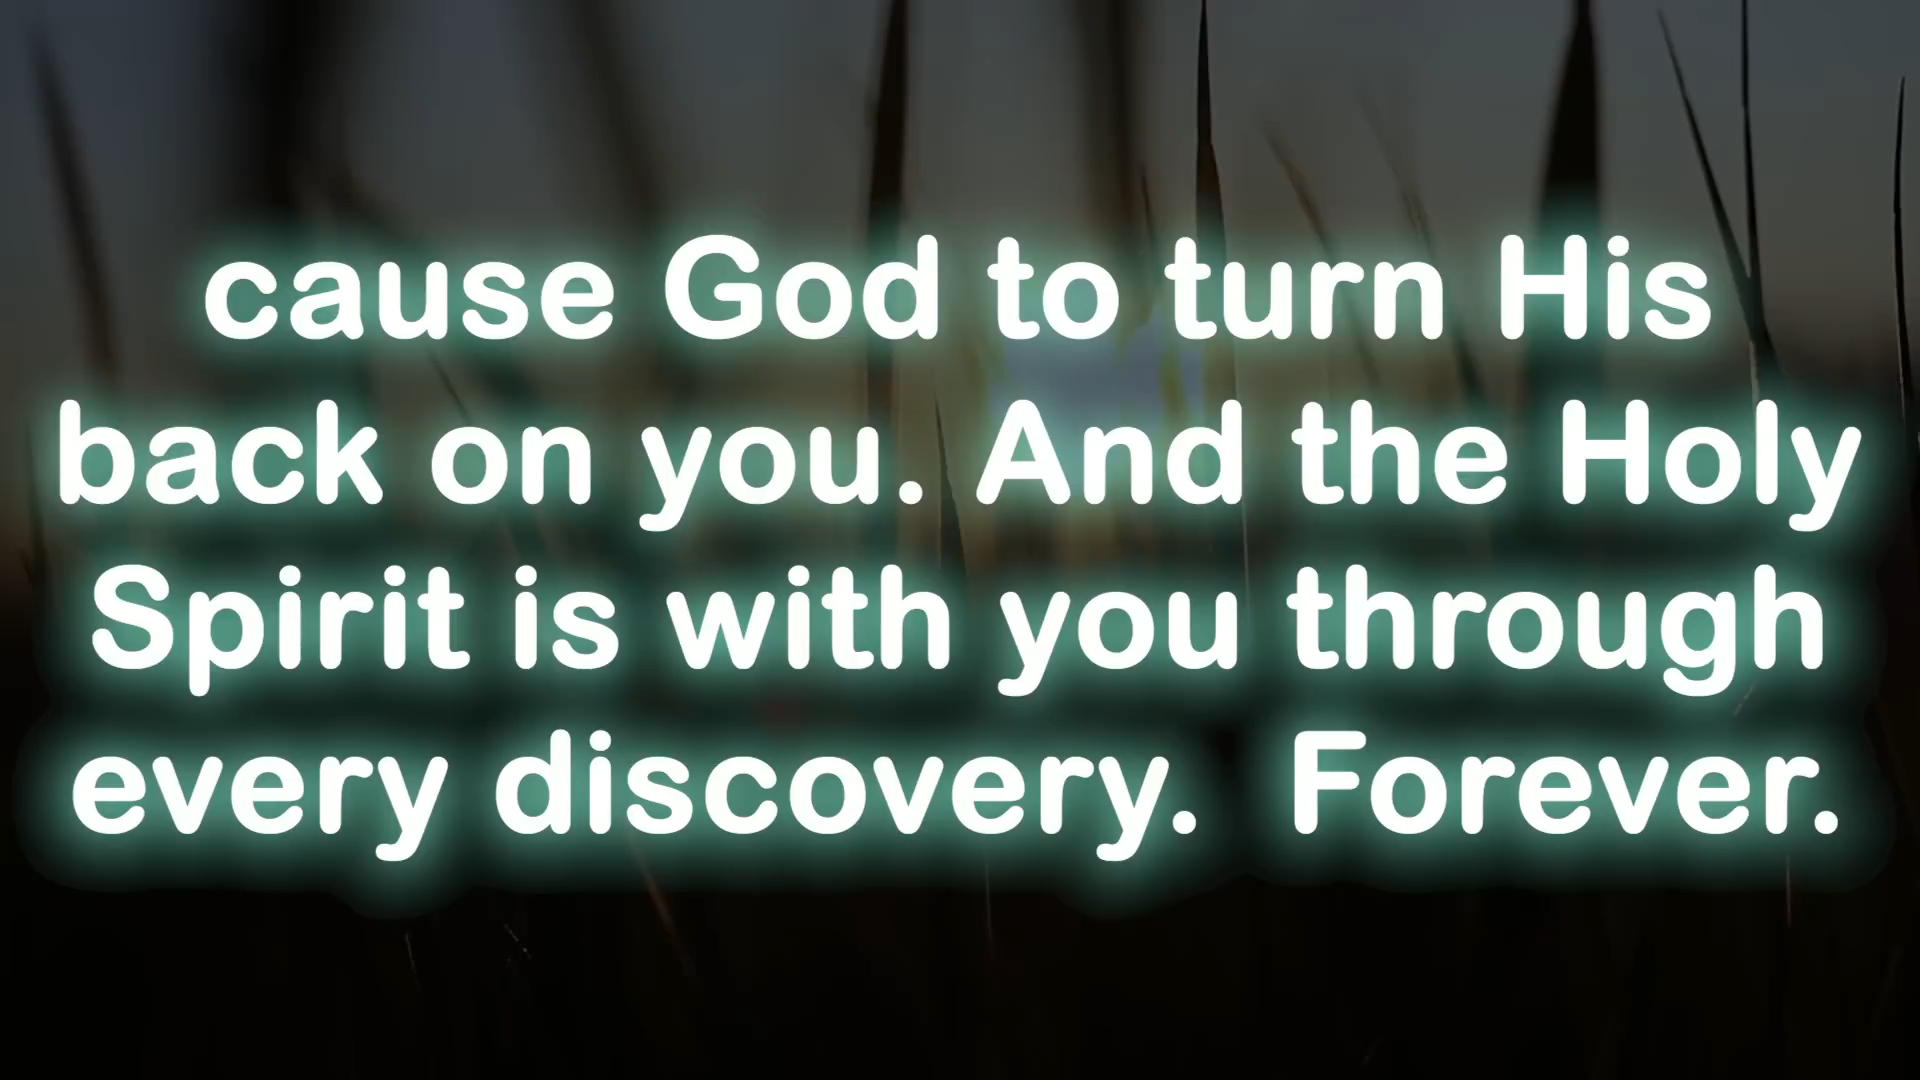 cause God to turn His
back on you. And the Holy
Spirit is with you through
every discovery.  Forever.